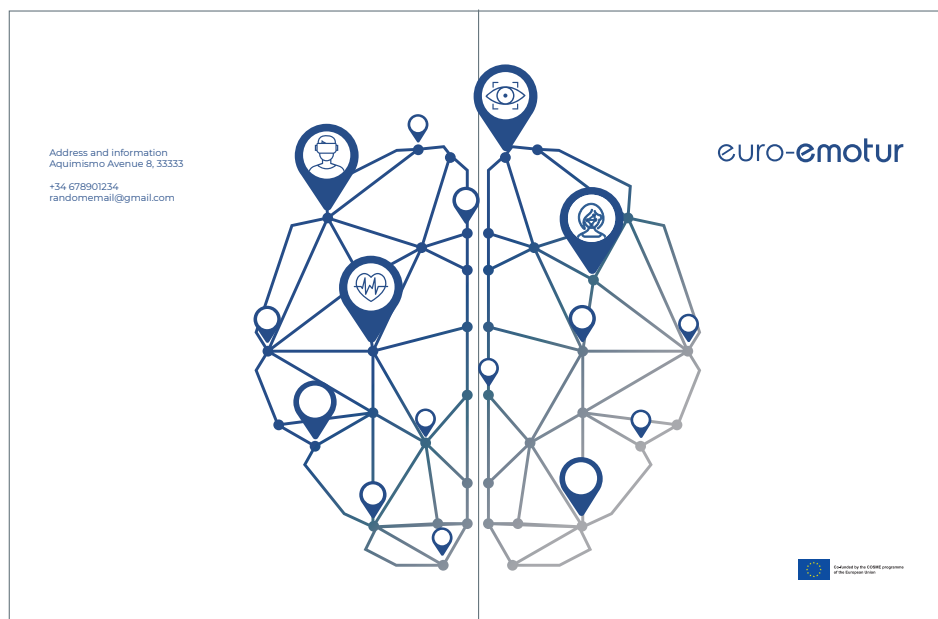 Address and information
Aquimismo Avenue 8, 33333
+34 678901234
randomemail@gmail.com
euro-emotur
Co-funded by the COSME programme
of the European Union